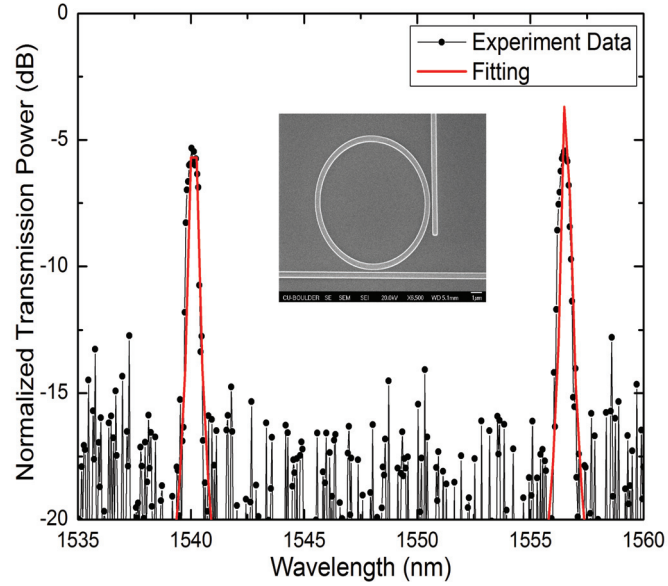 Normalized Transmission Power (dB)
0
-5
-10
-15
-20
Experiment Data
Fitting
CU-BOULDER SE SEM SEI 20.0kV X8,500 WD 5.1mm 1μm
1535 1540 1545 1550 1555 1560
Wavelength (nm)